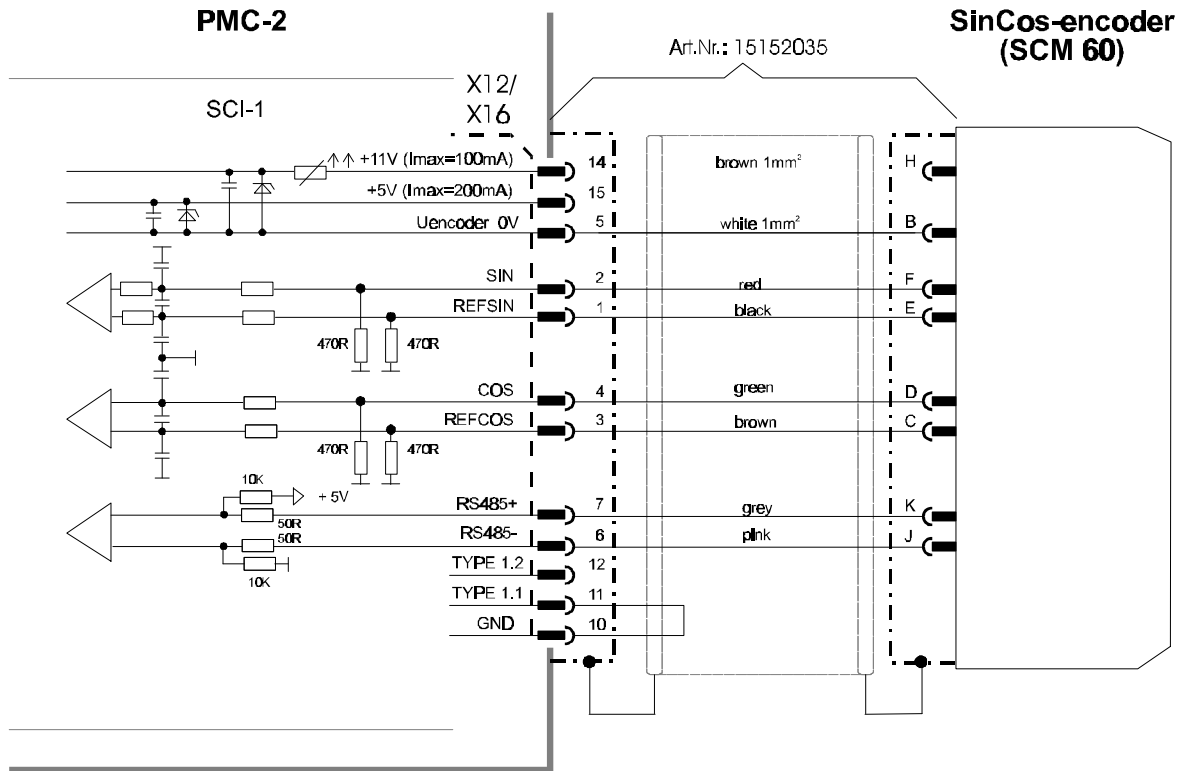 PMC-2
SinCos-encoder
(SCM 60)
Art.Nr.: 15152035
SCI-1
X12/
X16
+11V (Imax=100mA) 14 brown 1mm² H
+5V (Imax=200mA) 15
Uencoder 0V 5 white 1mm² B
SIN 2 red F
REFSIN 1 black E
470R 470R
COS 4 green D
REFCOS 3 brown C
470R 470R
10K
+ 5V
RS485+ 7 grey K
50R
50R
RS485- 6 pink J
10K
TYPE 1.2 12
TYPE 1.1 11
GND 10